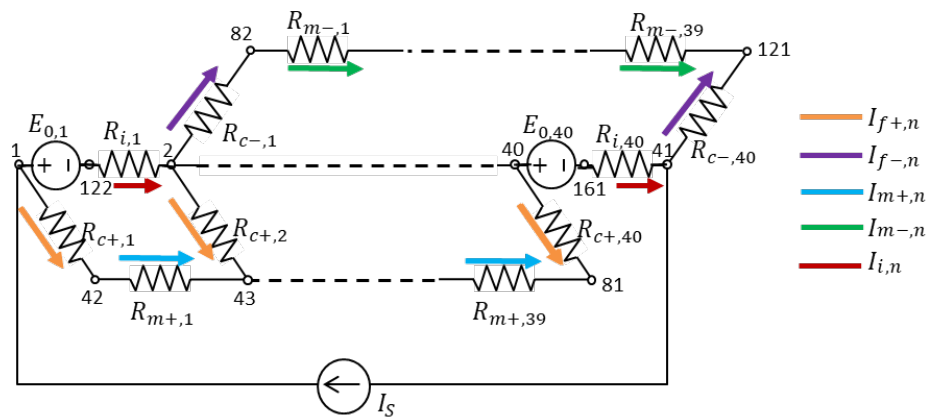 82 R_{m-,1} R_{m-,39} 121
E_{0,1} R_{i,1} R_{c-,1} E_{0,40} R_{i,40} R_{c-,40}
1 + - 122 2 40 + - 161 41
R_{c+,1} R_{c+,2} R_{c+,40}
42 43 81
R_{m+,1} R_{m+,39}
I_S
I_{f+,n}
I_{f-,n}
I_{m+,n}
I_{m-,n}
I_{i,n}